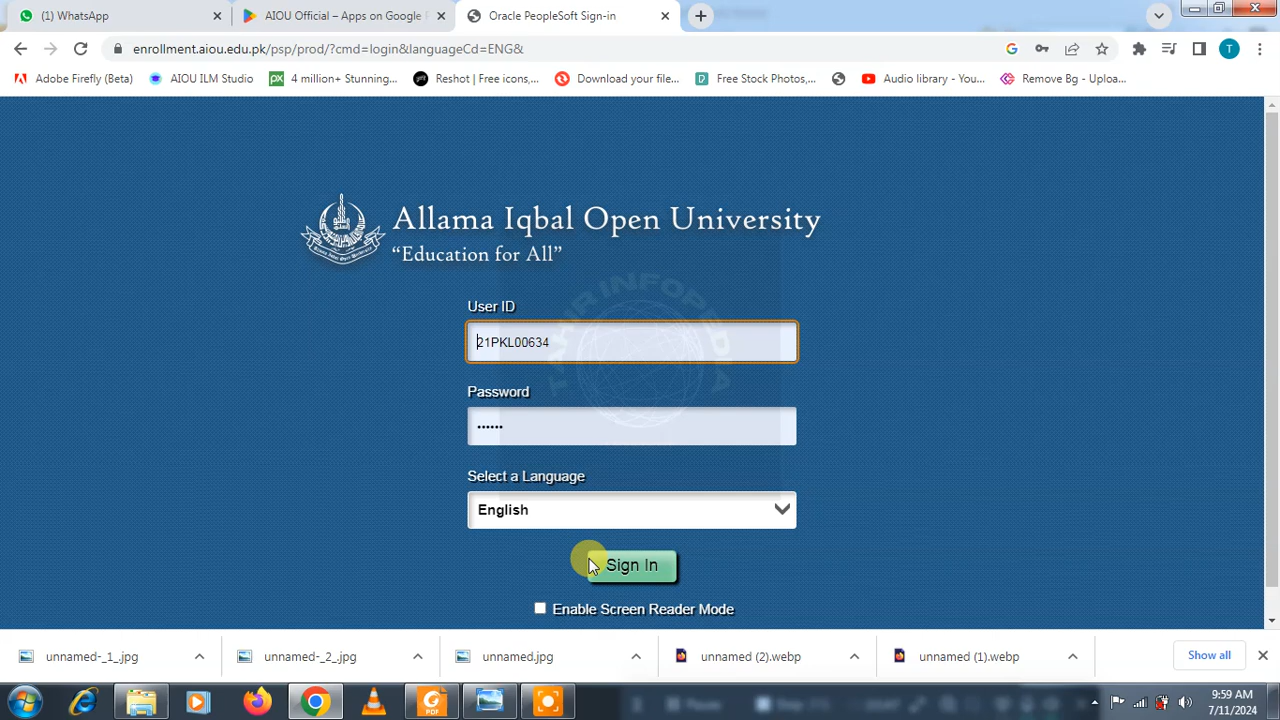 (1) WhatsApp
AIOU Official – Apps on Google P
Oracle PeopleSoft Sign-in
enrollment.aiou.edu.pk/psp/prod/?cmd=login&languageCd=ENG&
T
Adobe Firefly (Beta)
AIOU ILM Studio
4 million+ Stunning...
Reshot | Free icons,...
Download your file...
Free Stock Photos,...
Audio library - You...
Remove Bg - Uploa...
Allama Iqbal Open University
“Education for All”
User ID
21PKL00634
TAHIR INFOPEDIA
Password
••••••
Select a Language
English
Sign In
Enable Screen Reader Mode
unnamed-_1_.jpg
unnamed-_2_.jpg
unnamed.jpg
unnamed (2).webp
unnamed (1).webp
Show all
PDF
Pause
9:59 AM
7/11/2024